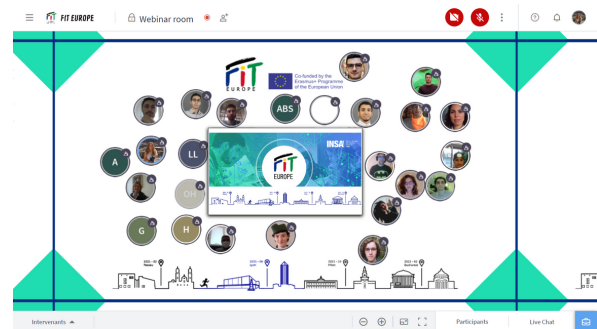 FIT EUROPE
Webinar room
FIT
EUROPE
Co-funded by the
Erasmus+ Programme
of the European Union
ABS
A
LL
INSA
FIT
EUROPE
OH
G
H
Intervenants
Participants
Live Chat